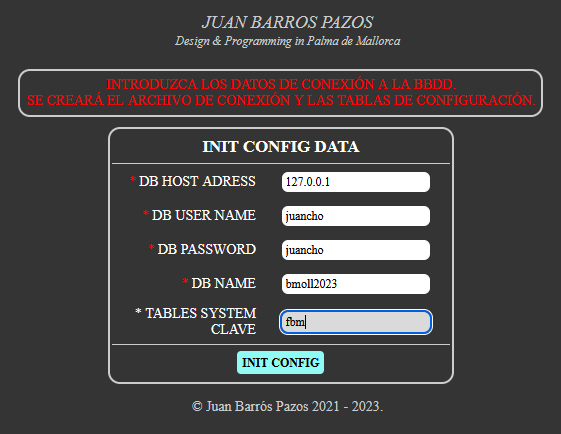 JUAN BARROS PAZOS
Design & Programming in Palma de Mallorca
INTRODUZCA LOS DATOS DE CONEXIÓN A LA BBDD.
SE CREARÁ EL ARCHIVO DE CONEXIÓN Y LAS TABLAS DE CONFIGURACIÓN.
INIT CONFIG DATA
* DB HOST ADRESS 127.0.0.1
* DB USER NAME juancho
* DB PASSWORD juancho
* DB NAME bmoll2023
* TABLES SYSTEM
CLAVE fbm
INIT CONFIG
© Juan Barrós Pazos 2021 - 2023.